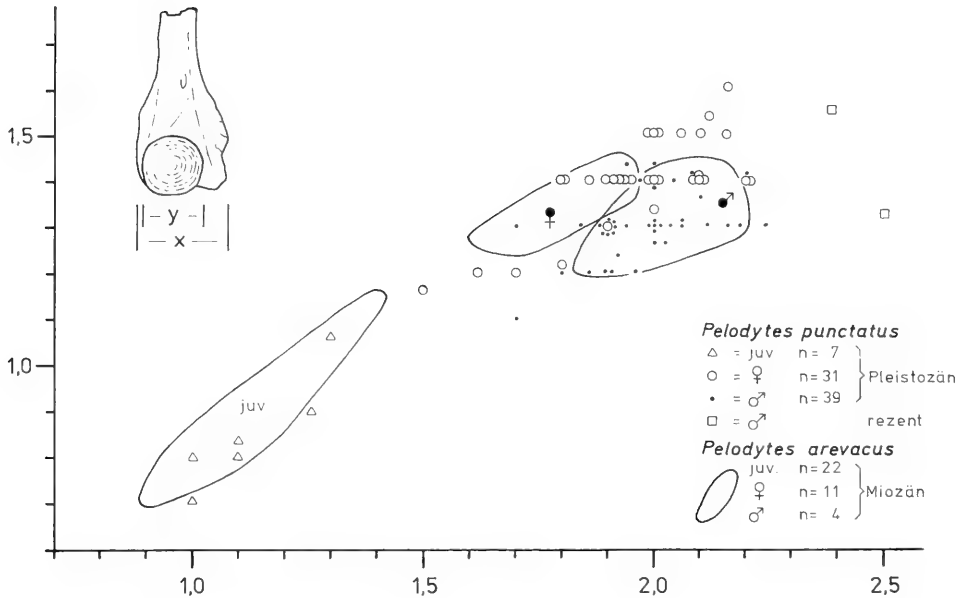 1,5
1,0
y
x
juv
♀
♂
Pelodytes punctatus
△ = juv n= 7
○ = ♀ n=31 Pleistozän
• = ♂ n=39
□ = ♂ rezent
Pelodytes arevacus
juv. n=22
♀ n=11 Miozän
♂ n= 4
1,0 1,5 2,0 2,5